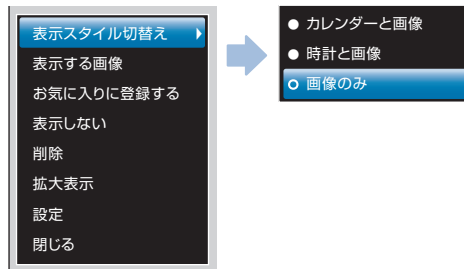 表示スタイル切替え
表示する画像
お気に入りに登録する
表示しない
削除
拡大表示
設定
閉じる
カレンダーと画像
時計と画像
画像のみ